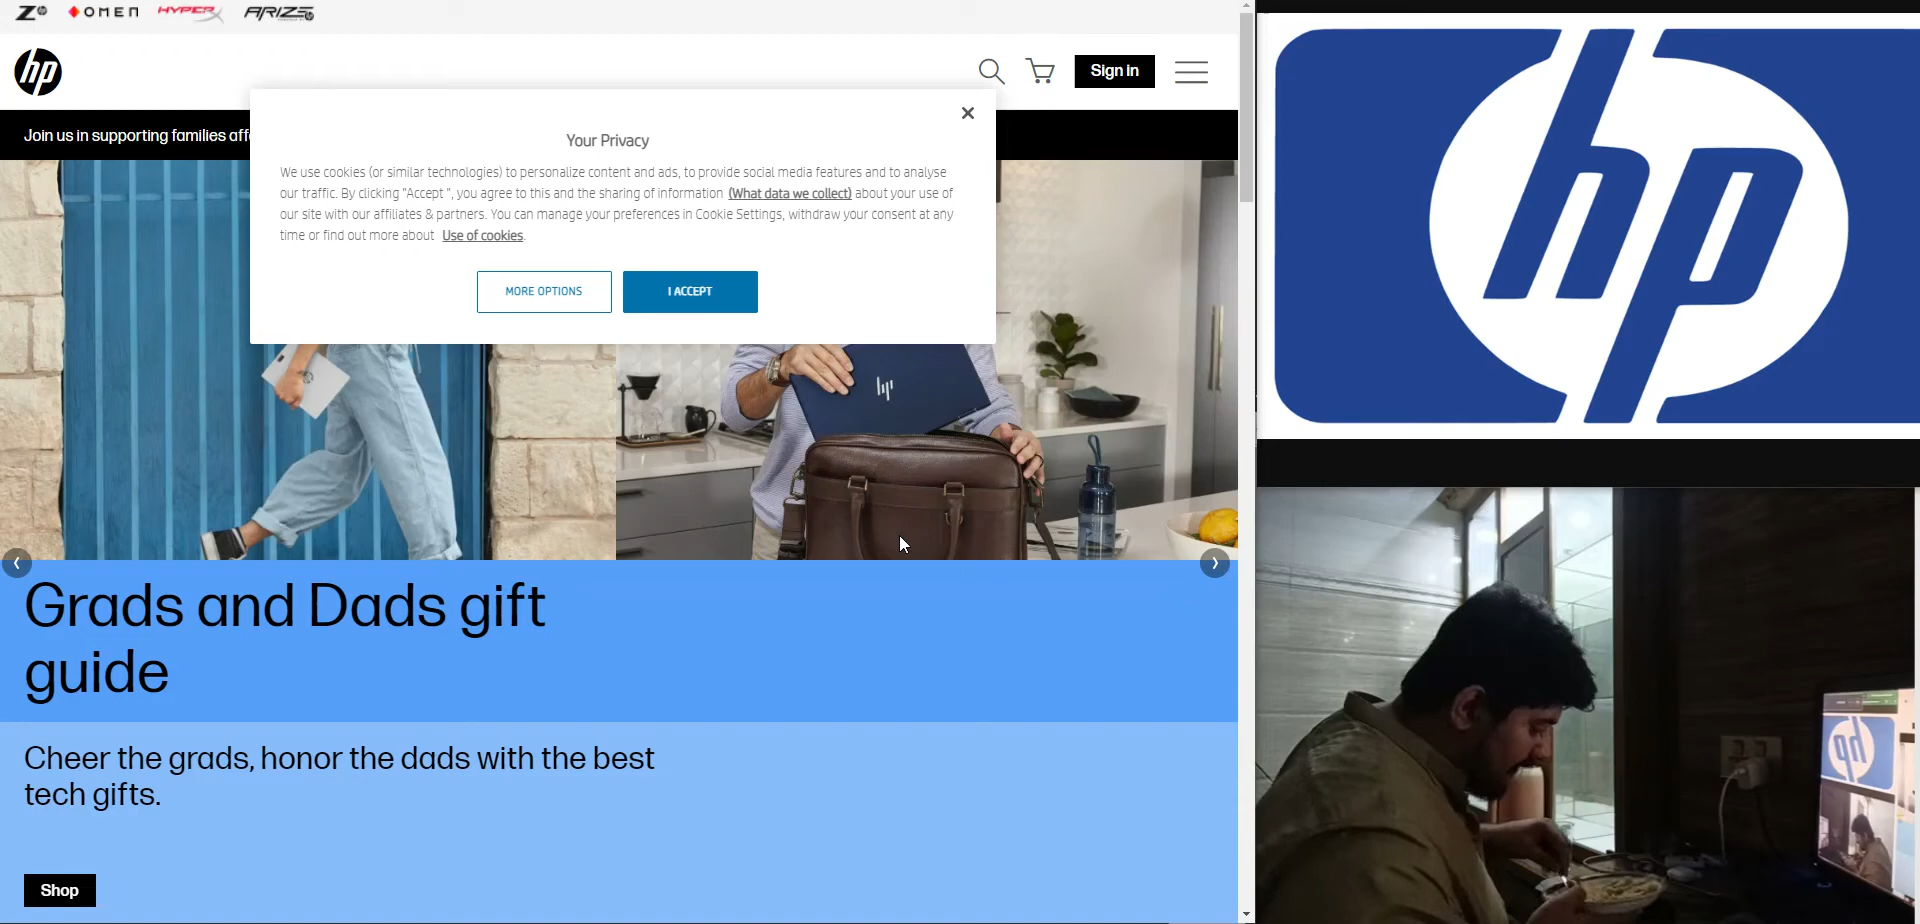 Z hp
OMEN
HYPERX
ARIZE
hp
Sign in
Join us in supporting families aff
Your Privacy
We use cookies (or similar technologies) to personalize content and ads, to provide social media features and to analyse
our traffic. By clicking "Accept ", you agree to this and the sharing of information (What data we collect) about your use of
our site with our affiliates & partners. You can manage your preferences in Cookie Settings, withdraw your consent at any
time or find out more about Use of cookies.
MORE OPTIONS
I ACCEPT
hp
Grads and Dads gift
guide
Cheer the grads, honor the dads with the best
tech gifts.
Shop
hp
hp